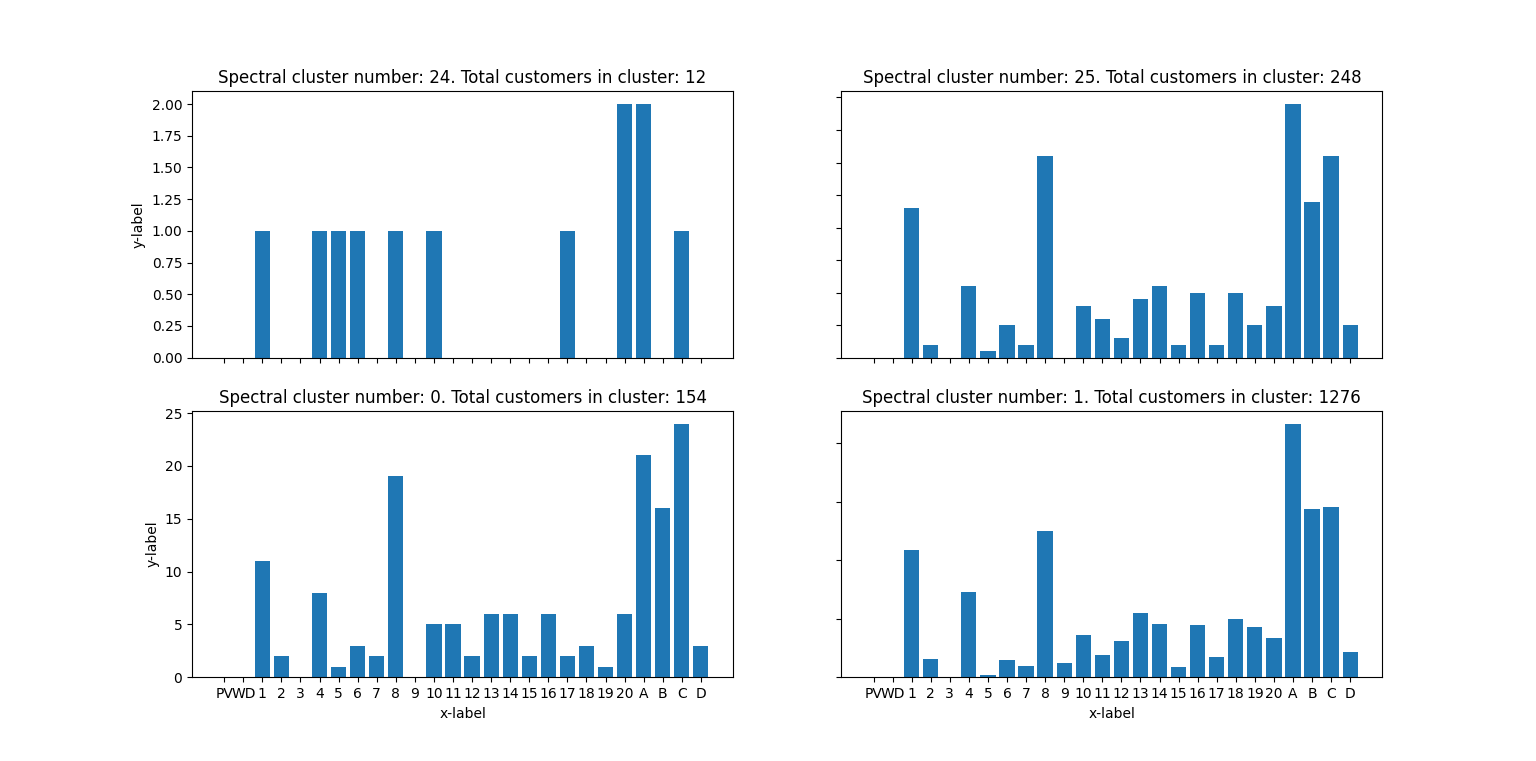 Spectral cluster number: 24. Total customers in cluster: 12
2.00
1.75
1.50
1.25
1.00
0.75
0.50
0.25
0.00
y-label
Spectral cluster number: 25. Total customers in cluster: 248
Spectral cluster number: 0. Total customers in cluster: 154
25
20
15
10
5
0
y-label
PV WD 1 2 3 4 5 6 7 8 9 10 11 12 13 14 15 16 17 18 19 20 A B C D
x-label
Spectral cluster number: 1. Total customers in cluster: 1276
PV WD 1 2 3 4 5 6 7 8 9 10 11 12 13 14 15 16 17 18 19 20 A B C D
x-label